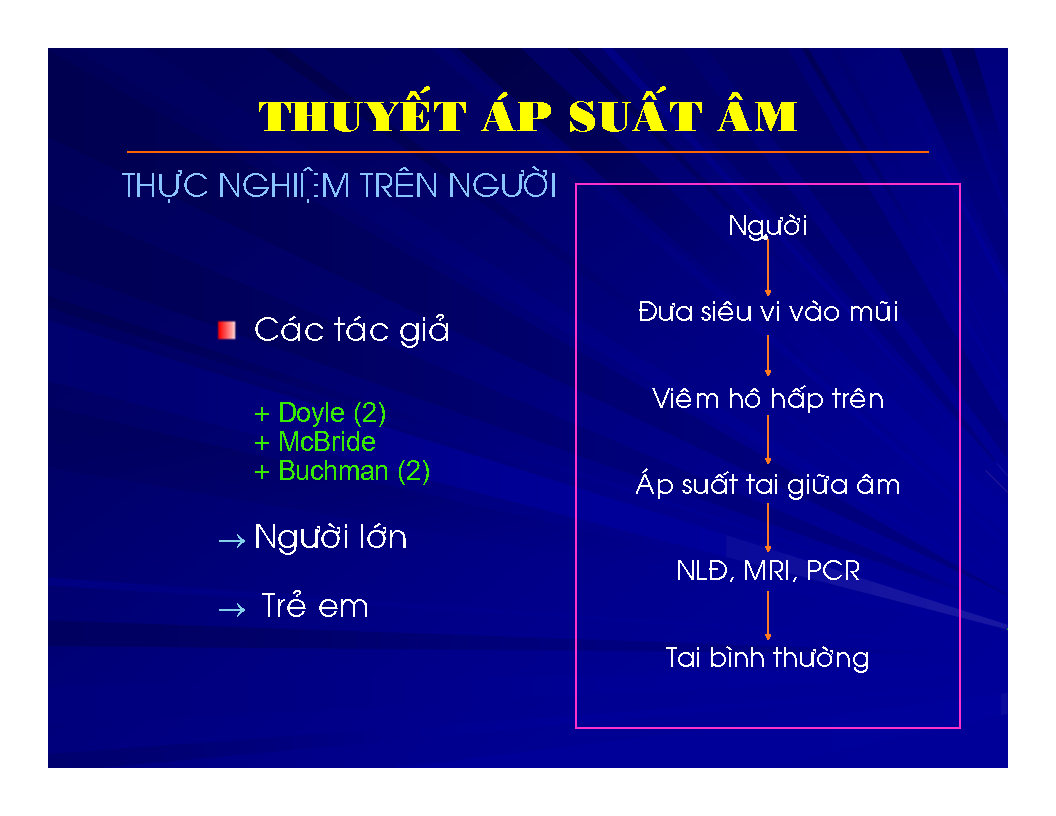 THUYẾT ÁP SUẤT ÂM
THỰC NGHIỆM TRÊN NGƯỜI
Các tác giả
+ Doyle (2)
+ McBride
+ Buchman (2)
→ Người lớn
→ Trẻ em
Người
Đưa siêu vi vào mũi
Viêm hô hấp trên
Áp suất tai giữa âm
NLĐ, MRI, PCR
Tai bình thường